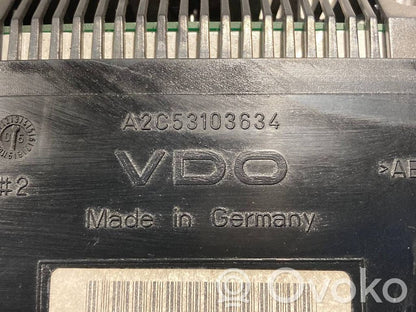 A2C53103634
VDO
#2
>AB
Made in Germany
Ovoko